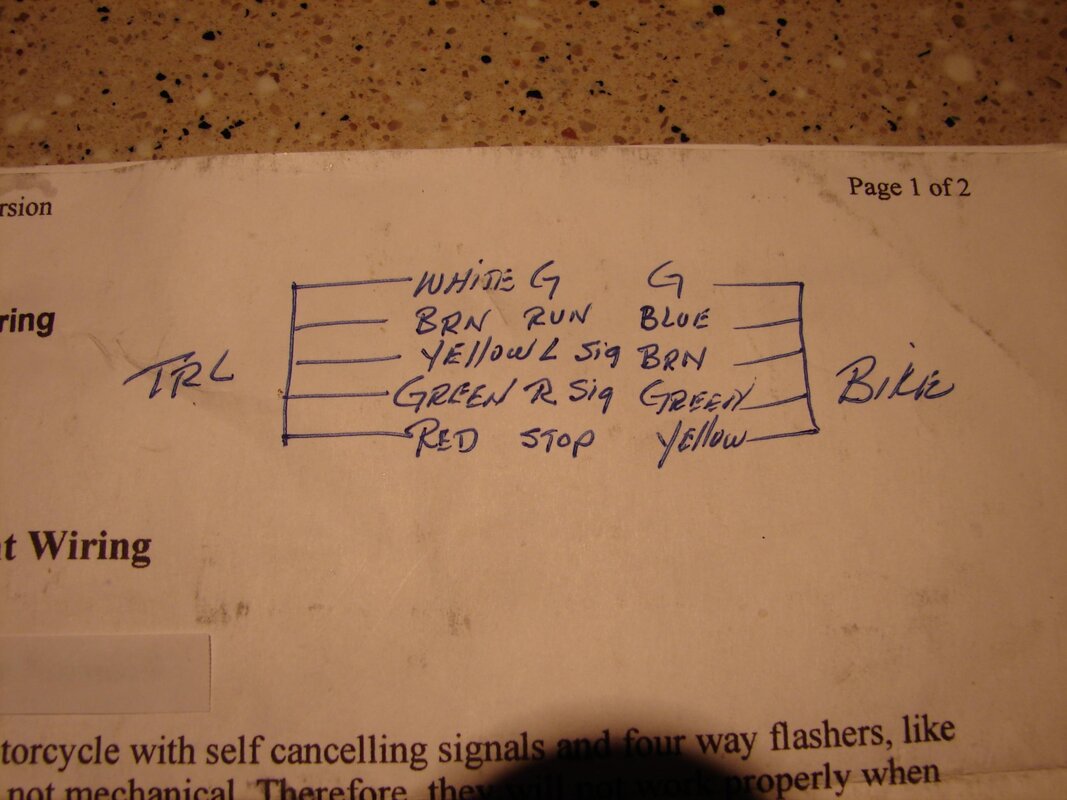 rsion
Page 1 of 2
WHITE G G
ring
BRN RUN BLUE
YEllOW L Sig BRN
TRL
GREEN R Sig GREEN
BIKE
RED STOP YEllOW
t Wiring
torcycle with self cancelling signals and four way flashers, like
not mechanical. Therefore, they will not work properly when